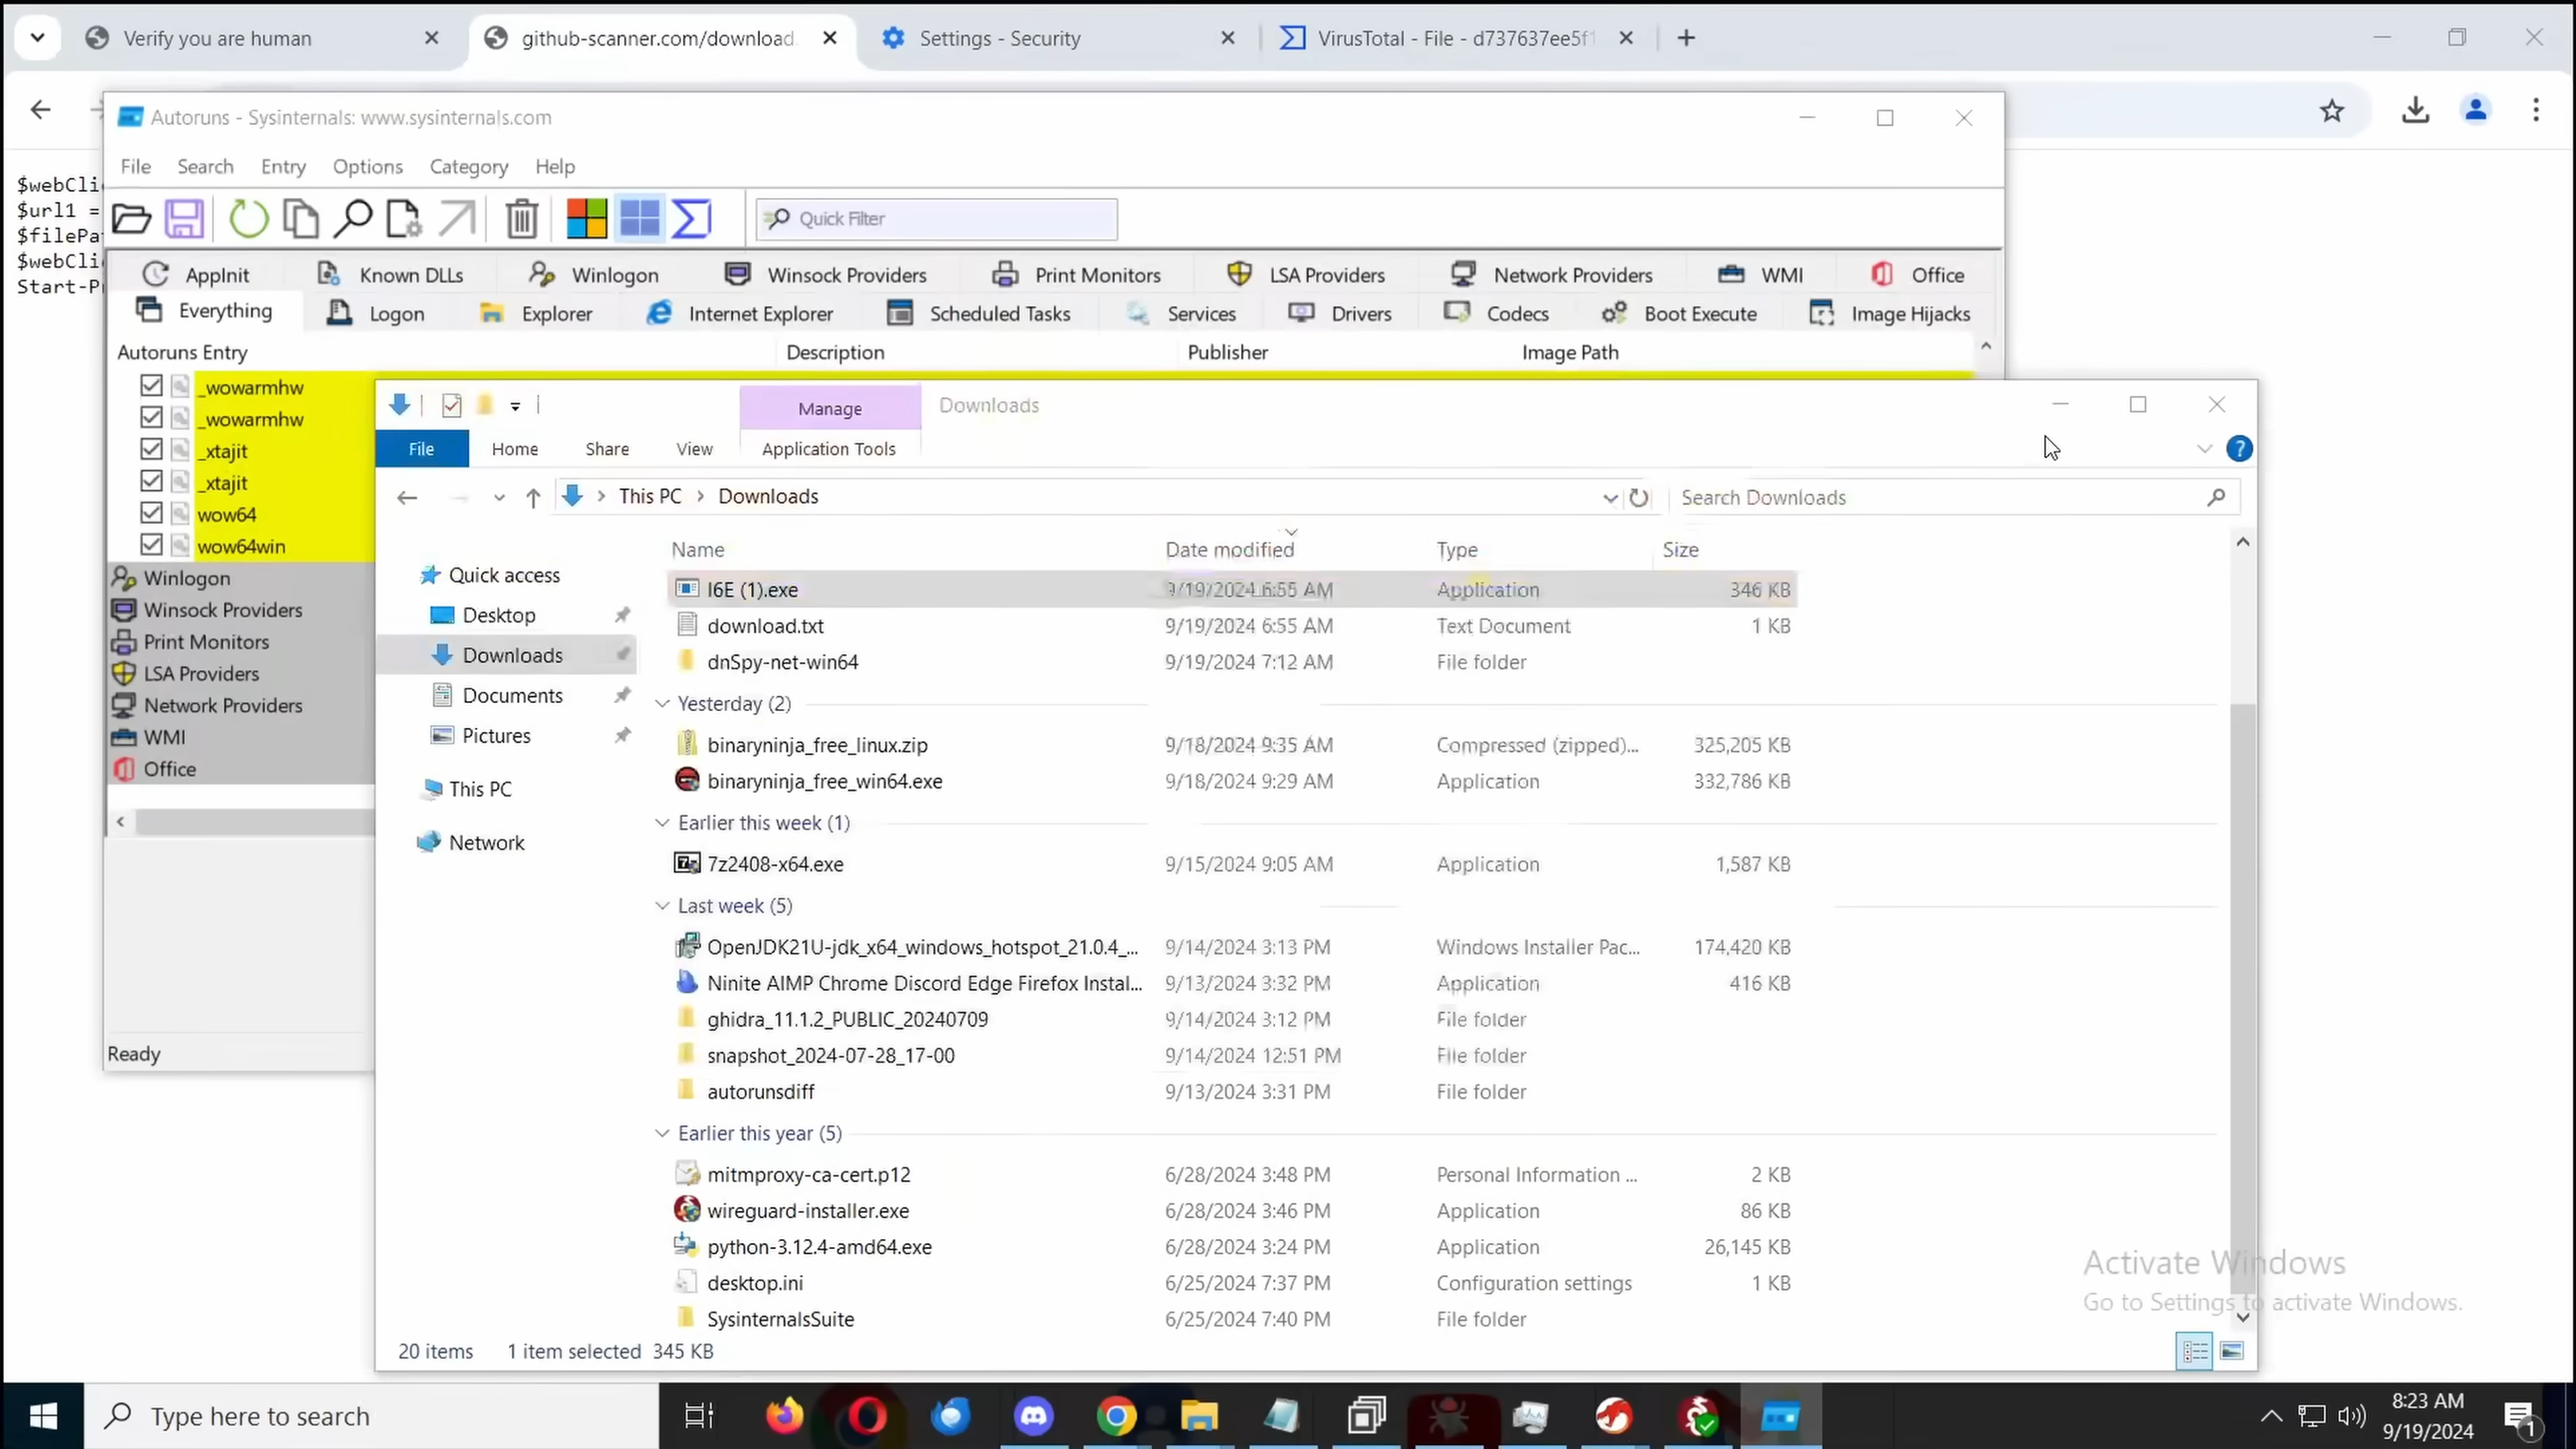 Verify you are human
github-scanner.com/download.
Settings - Security
VirusTotal - File - d737637ee5f1
Autoruns - Sysinternals: www.sysinternals.com
File Search Entry Options Category Help
$webCli
$url1 =
$filePa
$webCli
Start-P
Quick Filter
AppInit Known DLLs Winlogon Winsock Providers Print Monitors LSA Providers Network Providers WMI Office
Everything Logon Explorer Internet Explorer Scheduled Tasks Services Drivers Codecs Boot Execute Image Hijacks
Autoruns Entry Description Publisher Image Path
_wowarmhw
_wowarmhw
_xtajit
_xtajit
wow64
wow64win
Winlogon
Winsock Providers
Print Monitors
LSA Providers
Network Providers
WMI
Office
Ready
Manage Downloads
File Home Share View Application Tools
This PC > Downloads
Search Downloads
Quick access
Desktop
Downloads
Documents
Pictures
This PC
Network
Name Date modified Type Size
I6E (1).exe 9/19/2024 6:55 AM Application 346 KB
download.txt 9/19/2024 6:55 AM Text Document 1 KB
dnSpy-net-win64 9/19/2024 7:12 AM File folder
Yesterday (2)
binaryninja_free_linux.zip 9/18/2024 9:35 AM Compressed (zipped)... 325,205 KB
binaryninja_free_win64.exe 9/18/2024 9:29 AM Application 332,786 KB
Earlier this week (1)
7z2408-x64.exe 9/15/2024 9:05 AM Application 1,587 KB
Last week (5)
OpenJDK21U-jdk_x64_windows_hotspot_21.0.4_... 9/14/2024 3:13 PM Windows Installer Pac... 174,420 KB
Ninite AIMP Chrome Discord Edge Firefox Instal... 9/13/2024 3:32 PM Application 416 KB
ghidra_11.1.2_PUBLIC_20240709 9/14/2024 3:12 PM File folder
snapshot_2024-07-28_17-00 9/14/2024 12:51 PM File folder
autorunsdiff 9/13/2024 3:31 PM File folder
Earlier this year (5)
mitmproxy-ca-cert.p12 6/28/2024 3:48 PM Personal Information ... 2 KB
wireguard-installer.exe 6/28/2024 3:46 PM Application 86 KB
python-3.12.4-amd64.exe 6/28/2024 3:24 PM Application 26,145 KB
desktop.ini 6/25/2024 7:37 PM Configuration settings 1 KB
SysinternalsSuite 6/25/2024 7:40 PM File folder
20 items 1 item selected 345 KB
Activate Windows
Go to Settings to activate Windows.
Type here to search
8:23 AM
9/19/2024
1